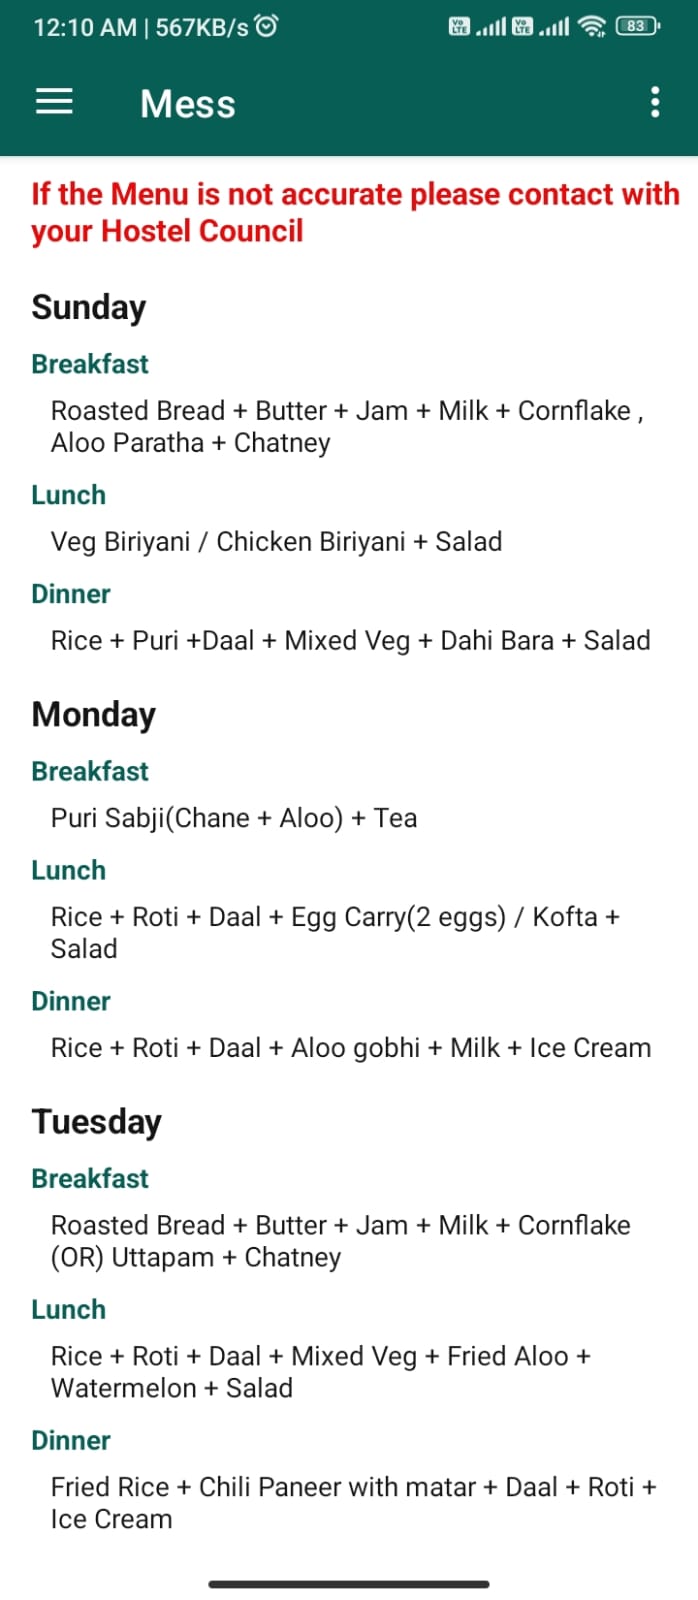 12:10 AM | 567KB/s
Vo LTE Vo LTE 83
Mess
If the Menu is not accurate please contact with
your Hostel Council
Sunday
Breakfast
Roasted Bread + Butter + Jam + Milk + Cornflake ,
Aloo Paratha + Chatney
Lunch
Veg Biriyani / Chicken Biriyani + Salad
Dinner
Rice + Puri +Daal + Mixed Veg + Dahi Bara + Salad
Monday
Breakfast
Puri Sabji(Chane + Aloo) + Tea
Lunch
Rice + Roti + Daal + Egg Carry(2 eggs) / Kofta +
Salad
Dinner
Rice + Roti + Daal + Aloo gobhi + Milk + Ice Cream
Tuesday
Breakfast
Roasted Bread + Butter + Jam + Milk + Cornflake
(OR) Uttapam + Chatney
Lunch
Rice + Roti + Daal + Mixed Veg + Fried Aloo +
Watermelon + Salad
Dinner
Fried Rice + Chili Paneer with matar + Daal + Roti +
Ice Cream